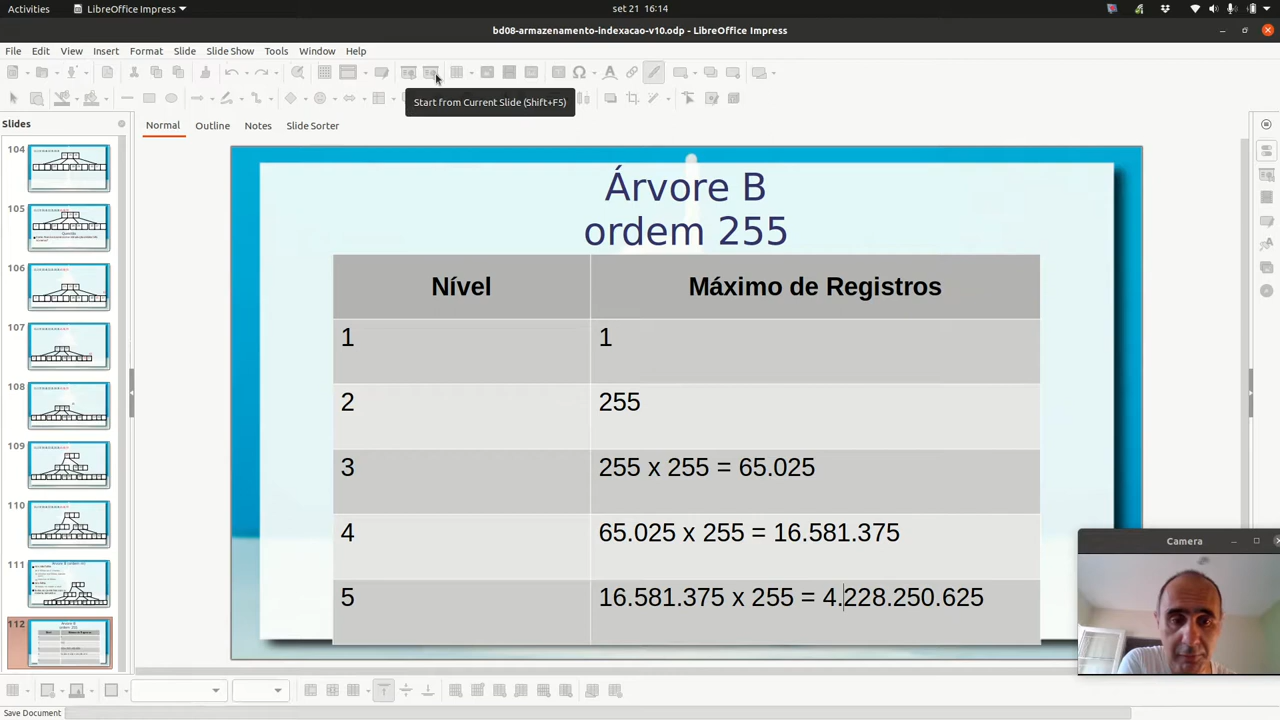 Activities
LibreOffice Impress
set 21 16:14
bd08-armazenamento-indexacao-v10.odp - LibreOffice Impress
File Edit View Insert Format Slide Slide Show Tools Window Help
Start from Current Slide (Shift+F5)
Slides
Normal Outline Notes Slide Sorter
104
105
106
107
108
109
110
111
112
Árvore B
ordem 255
Nível Máximo de Registros
1 1
2 255
3 255 x 255 = 65.025
4 65.025 x 255 = 16.581.375
5 16.581.375 x 255 = 4.228.250.625
Camera
Save Document